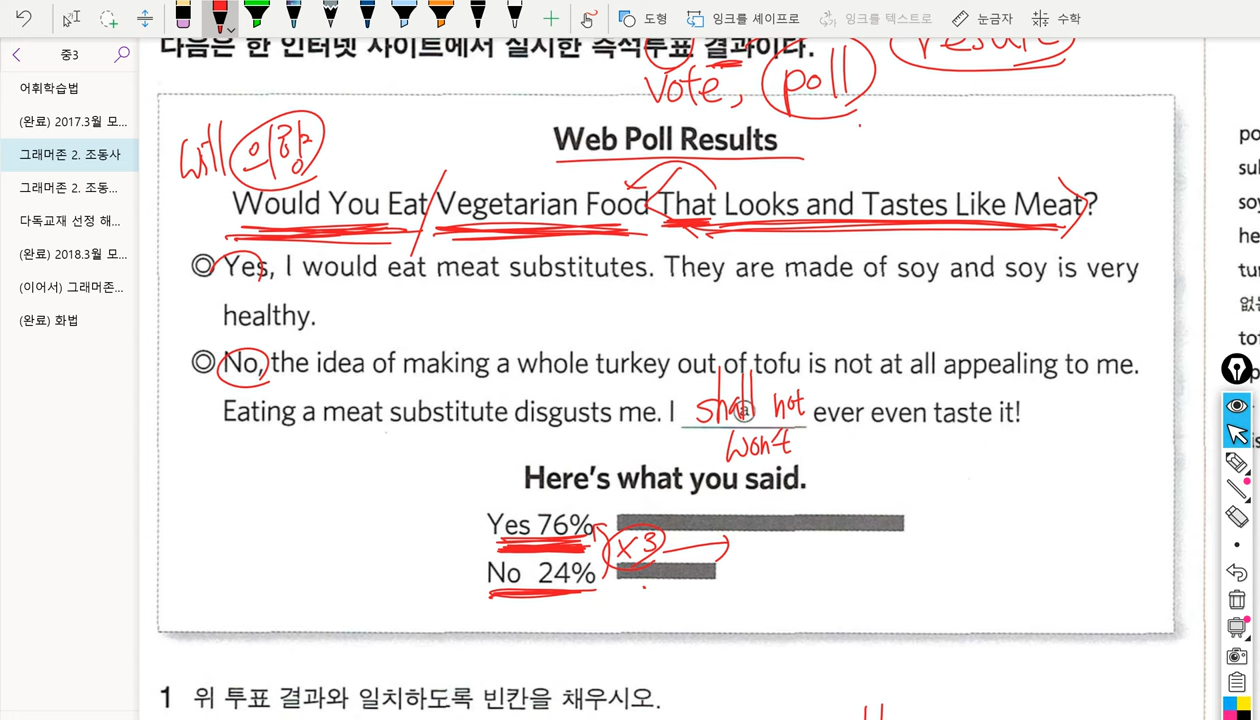 도형
잉크를 셰이프로
잉크를 텍스트로
눈금자
수학
중3
어휘학습법
(완료) 2017.3월 모...
그래머존 2. 조동사
그래머존 2. 조동...
다독교재 선정 해...
(완료) 2018.3월 모...
(이어서) 그래머존...
(완료) 화법
다음은 한 인터넷 사이트에서 실시한 즉석투표 결과이다.
result
vote, poll
will 의향
Web Poll Results
Would You Eat Vegetarian Food That Looks and Tastes Like Meat?
Yes, I would eat meat substitutes. They are made of soy and soy is very
healthy.
No, the idea of making a whole turkey out of tofu is not at all appealing to me.
Eating a meat substitute disgusts me. I shall not ⓐ ever even taste it!
won't
Here's what you said.
Yes 76%
x3
No 24%
1 위 투표 결과와 일치하도록 빈칸을 채우시오.